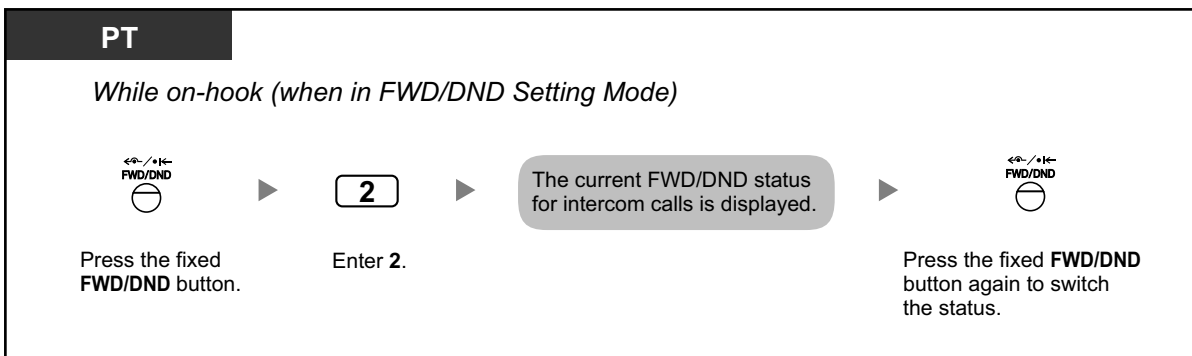 PT
While on-hook (when in FWD/DND Setting Mode)
FWD/DND
2
The current FWD/DND status
for intercom calls is displayed.
FWD/DND
Press the fixed
FWD/DND button.
Enter 2.
Press the fixed FWD/DND
button again to switch
the status.